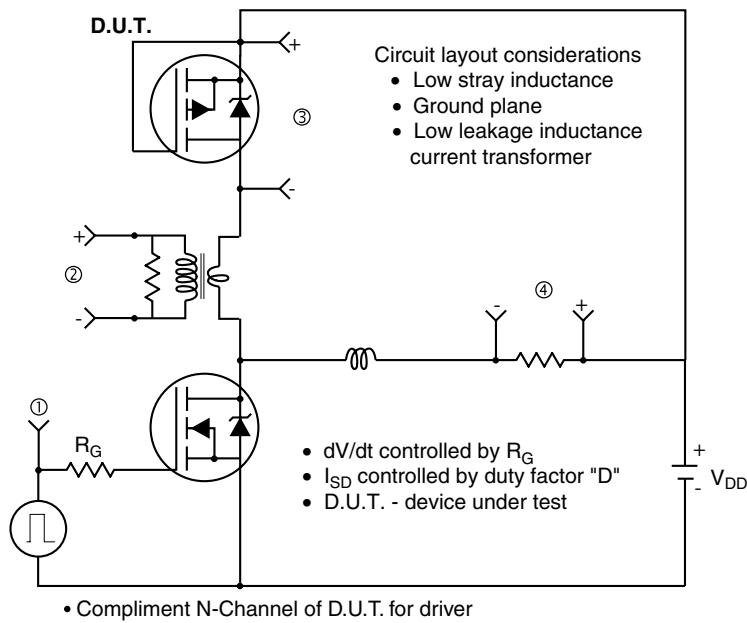 D.U.T.
+
Circuit layout considerations
• Low stray inductance
• Ground plane
• Low leakage inductance
current transformer
③
-
+
②
-
-
④
+
①
R_G
• dV/dt controlled by R_G
• I_SD controlled by duty factor "D"
• D.U.T. - device under test
+
V_DD
-
• Compliment N-Channel of D.U.T. for driver